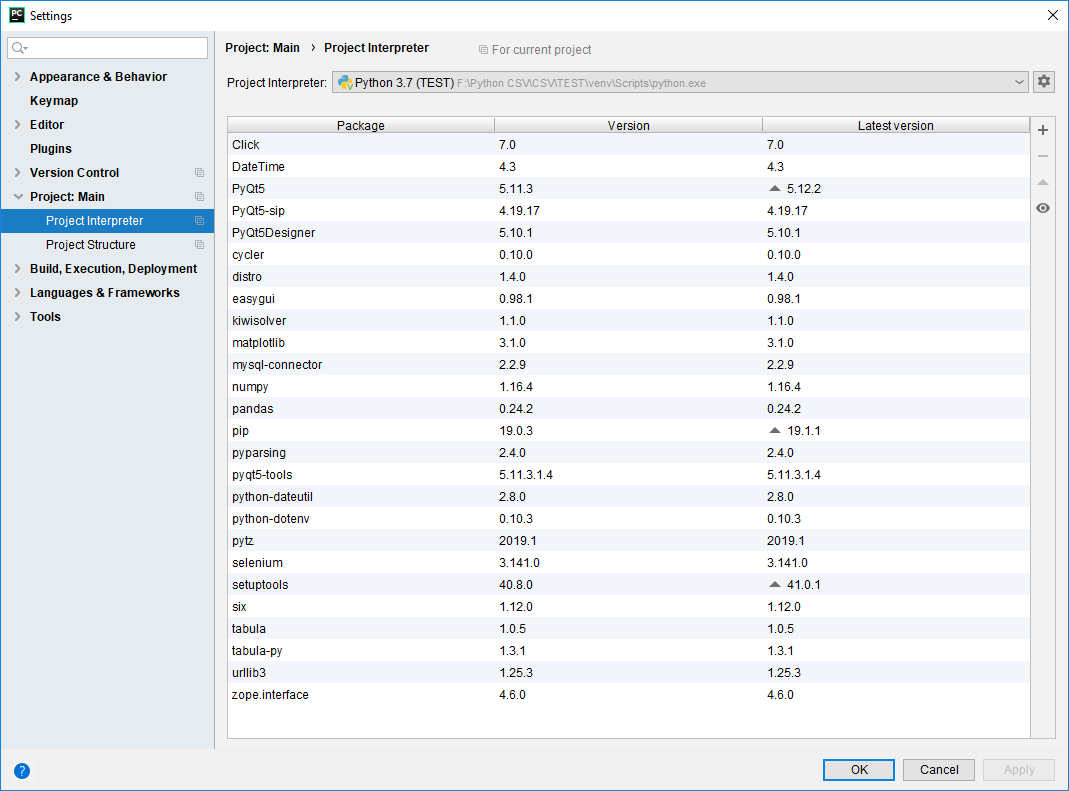 PC
Settings
Appearance & Behavior
Keymap
Editor
Plugins
Version Control
Project: Main
Project Interpreter
Project Structure
Build, Execution, Deployment
Languages & Frameworks
Tools
Project: Main › Project Interpreter For current project
Project Interpreter: Python 3.7 (TEST) F:\Python CSV\CSV\TEST\venv\Scripts\python.exe
Package Version Latest version
Click 7.0 7.0
DateTime 4.3 4.3
PyQt5 5.11.3 5.12.2
PyQt5-sip 4.19.17 4.19.17
PyQt5Designer 5.10.1 5.10.1
cycler 0.10.0 0.10.0
distro 1.4.0 1.4.0
easygui 0.98.1 0.98.1
kiwisolver 1.1.0 1.1.0
matplotlib 3.1.0 3.1.0
mysql-connector 2.2.9 2.2.9
numpy 1.16.4 1.16.4
pandas 0.24.2 0.24.2
pip 19.0.3 19.1.1
pyparsing 2.4.0 2.4.0
pyqt5-tools 5.11.3.1.4 5.11.3.1.4
python-dateutil 2.8.0 2.8.0
python-dotenv 0.10.3 0.10.3
pytz 2019.1 2019.1
selenium 3.141.0 3.141.0
setuptools 40.8.0 41.0.1
six 1.12.0 1.12.0
tabula 1.0.5 1.0.5
tabula-py 1.3.1 1.3.1
urllib3 1.25.3 1.25.3
zope.interface 4.6.0 4.6.0
? OK Cancel Apply